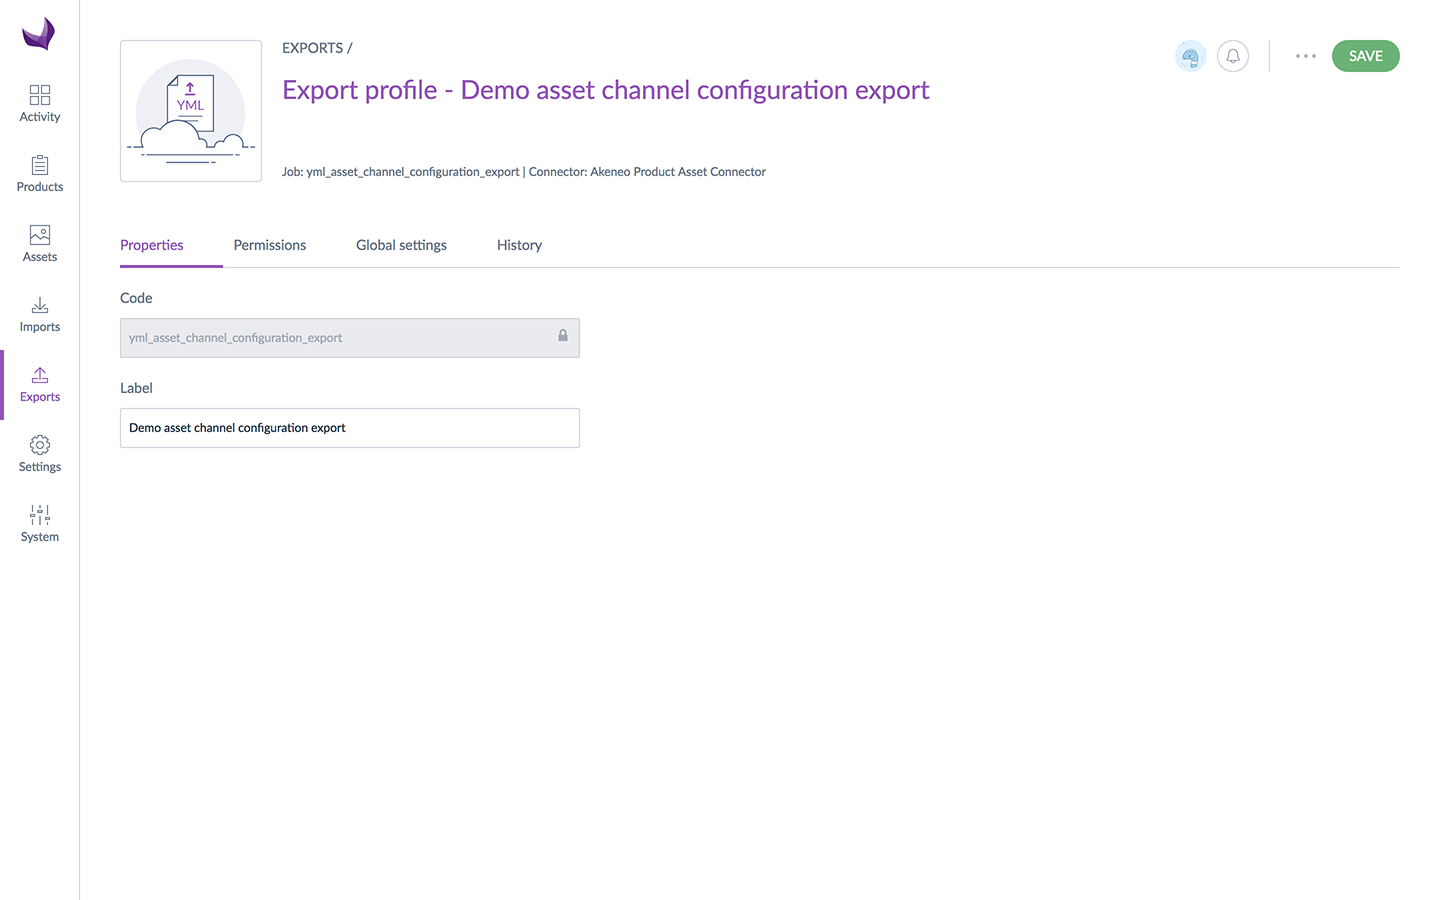 Activity
Products
Assets
Imports
Exports
Settings
System
YML
EXPORTS /
Export profile - Demo asset channel configuration export
Job: yml_asset_channel_configuration_export | Connector: Akeneo Product Asset Connector
SAVE
Properties Permissions Global settings History
Code
yml_asset_channel_configuration_export
Label
Demo asset channel configuration export